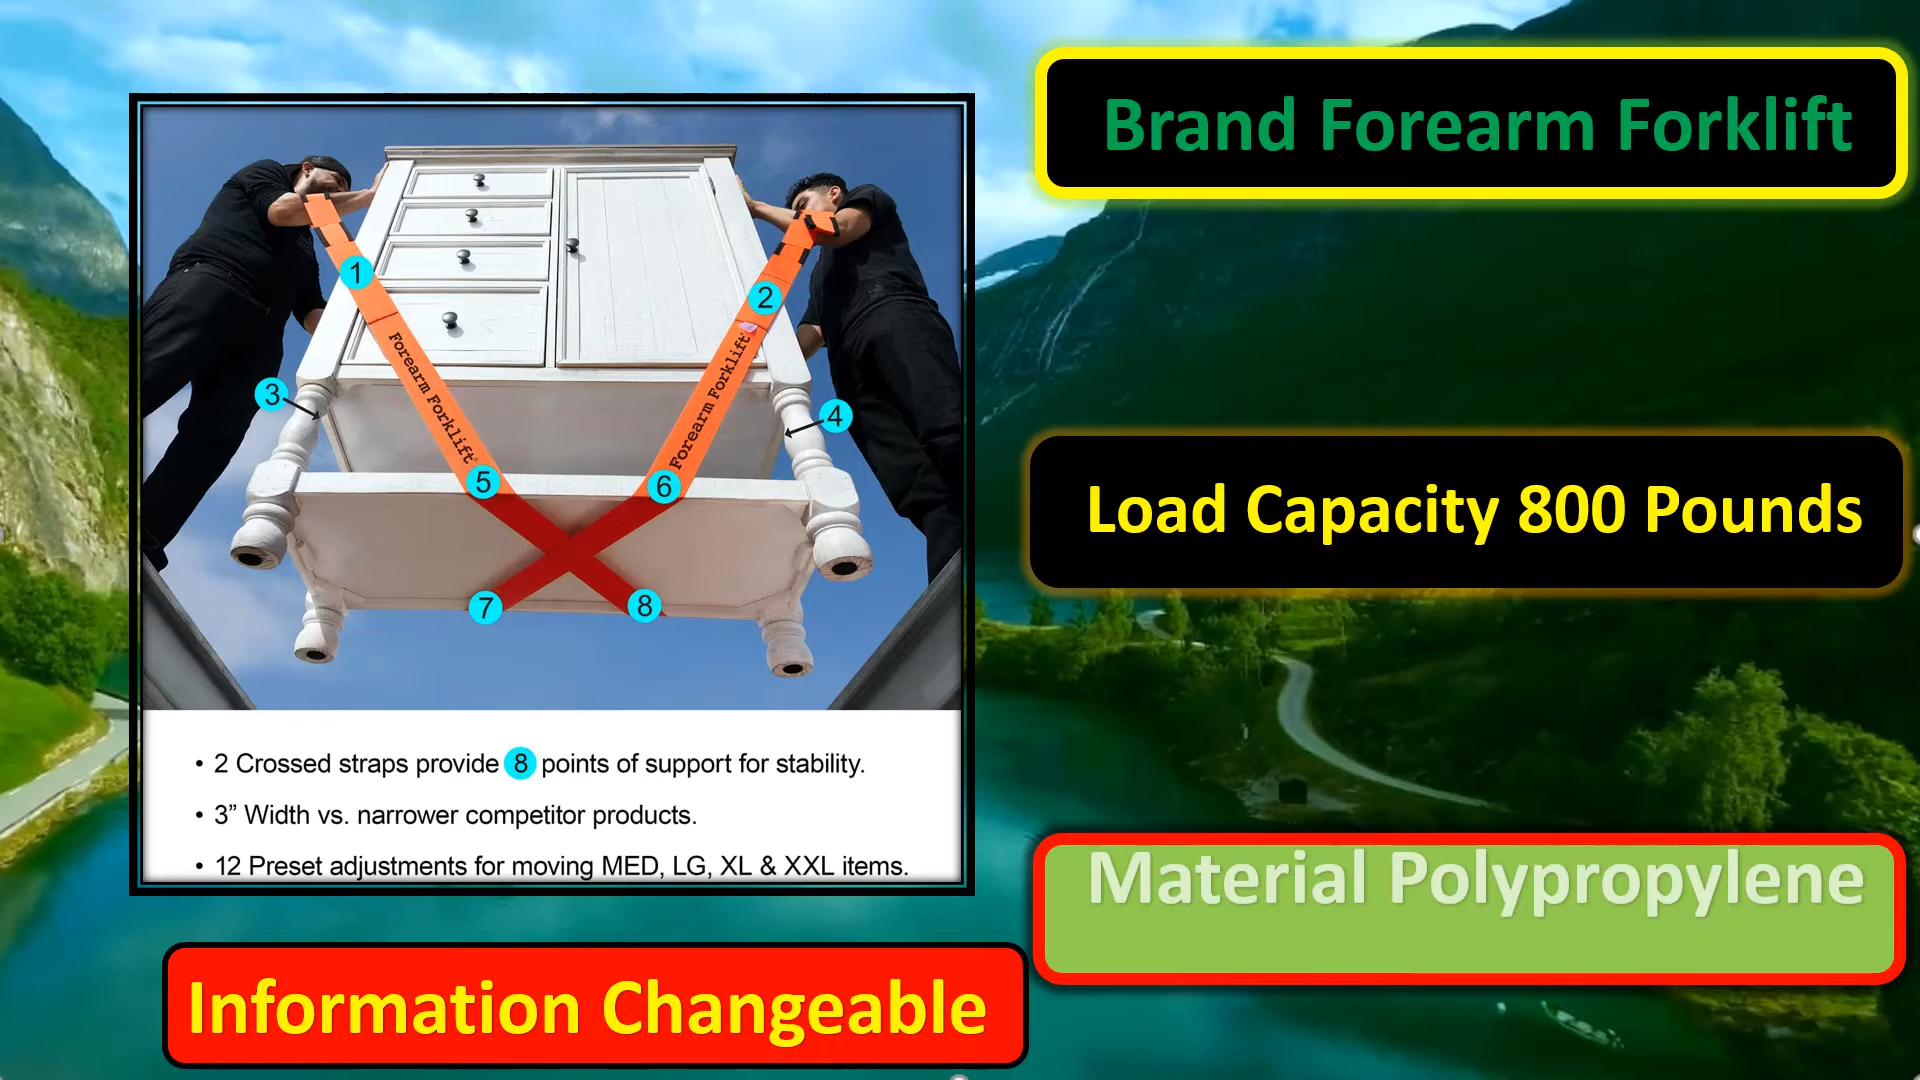 Brand Forearm Forklift
1
2
Forearm Forklift
Forearm Forklift
3
4
5
6
Load Capacity 800 Pounds
7
8
• 2 Crossed straps provide 8 points of support for stability.
• 3” Width vs. narrower competitor products.
• 12 Preset adjustments for moving MED, LG, XL & XXL items.
Material Polypropylene
Information Changeable